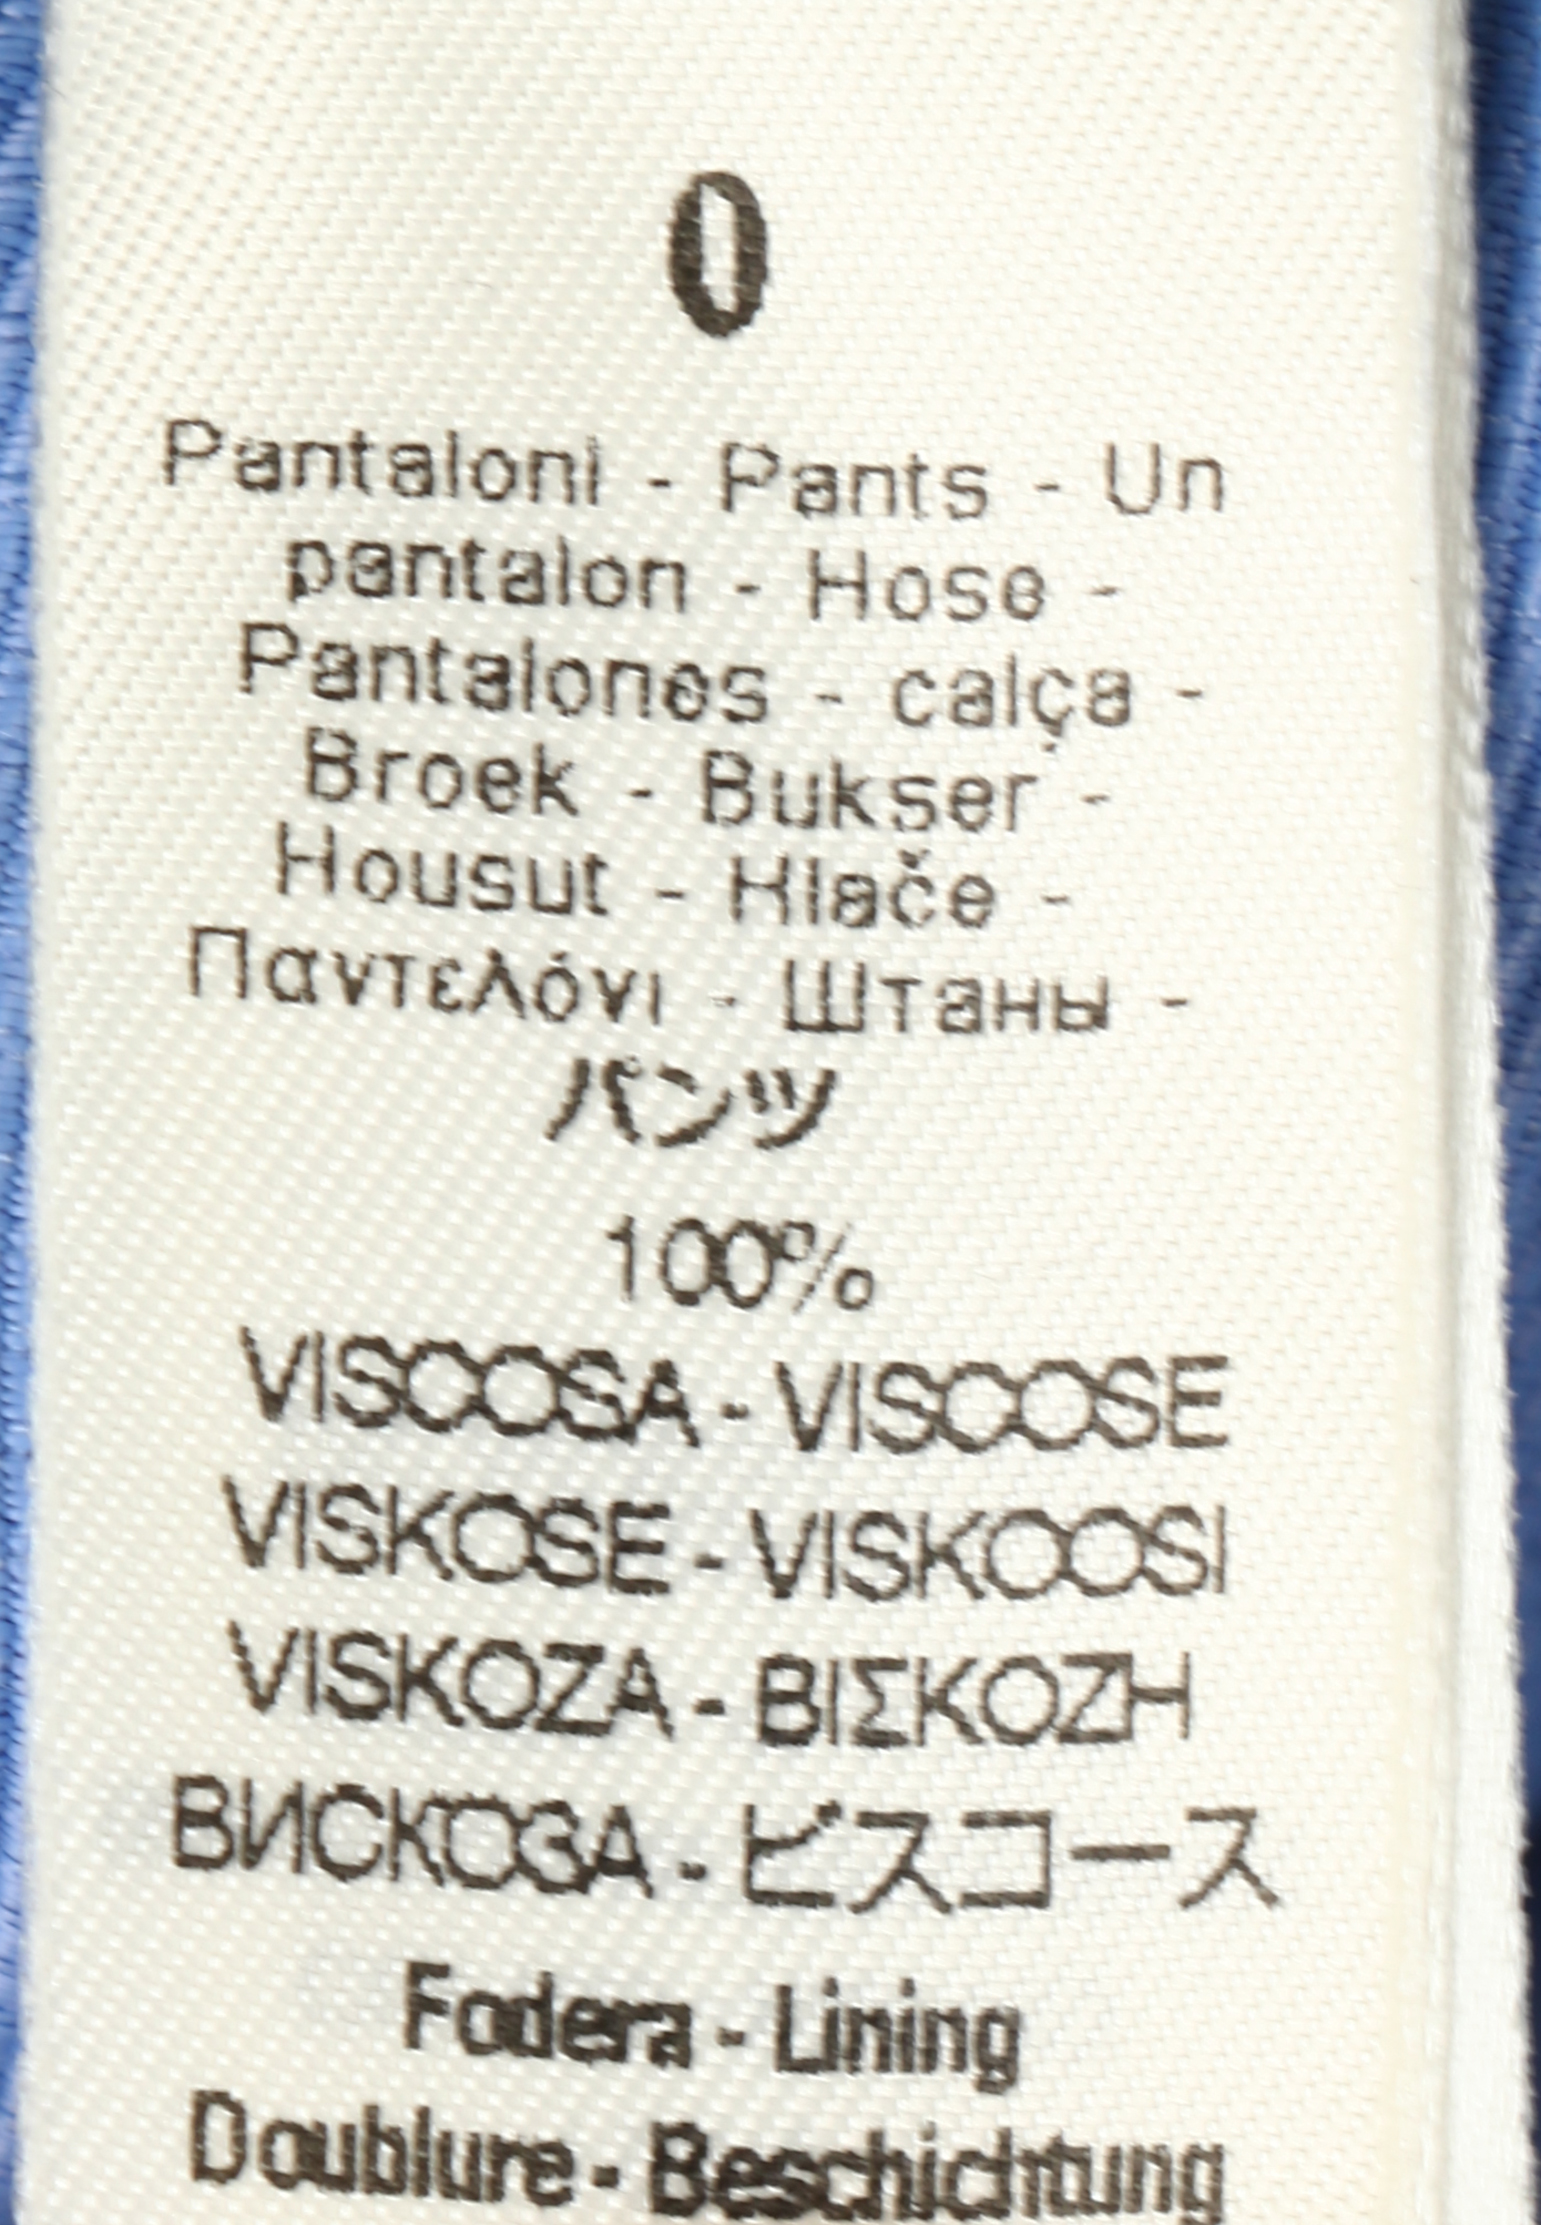 0
Pantaloni - Pants - Un
pantalon - Hose -
Pantalones - calça -
Broek - Bukser -
Housut - Hlače -
Παντελόνι - Штаны -
パンツ
100%
VISCOSA - VISCOSE
VISKOSE - VISKOOSI
VISKOZA - ΒΙΣΚΟΖΗ
ВИСКОЗА - ビスコース
Fodera - Lining
Doublure - Beschichtung